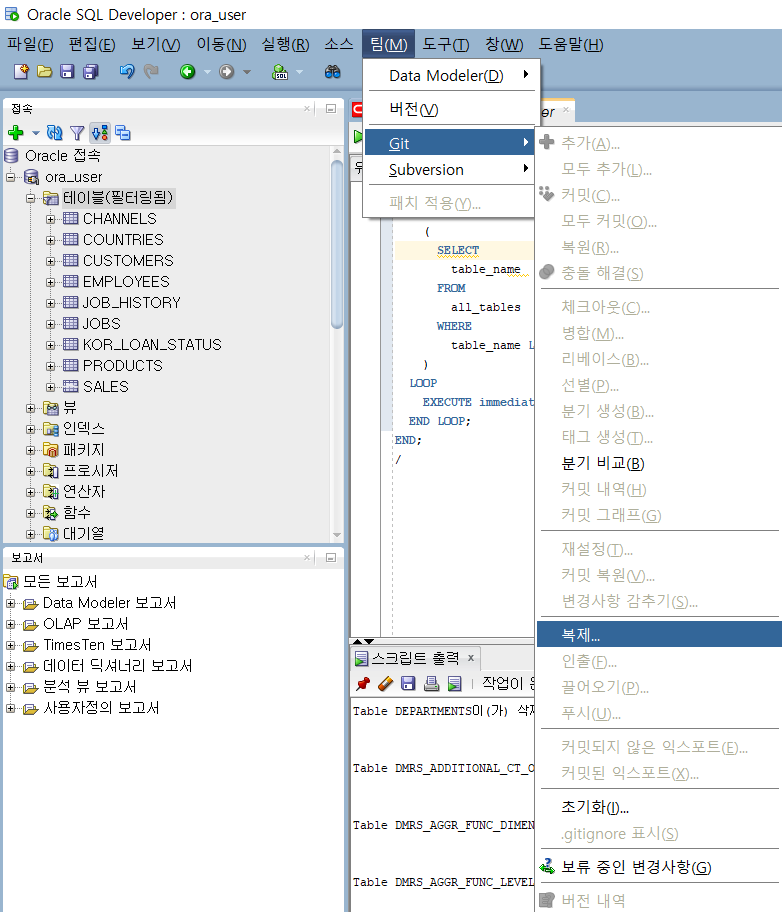 Oracle SQL Developer : ora_user
파일(F) 편집(E) 보기(V) 이동(N) 실행(R) 소스 팀(M) 도구(T) 창(W) 도움말(H)
Data Modeler(D)
버전(V)
Git
Subversion
패치 적용(Y)...
추가(A)...
모두 추가(L)...
커밋(C)...
모두 커밋(O)...
복원(R)...
충돌 해결(S)
체크아웃(C)...
병합(M)...
리베이스(B)...
선별(P)...
분기 생성(B)...
태그 생성(T)...
분기 비교(B)
커밋 내역(H)
커밋 그래프(G)
재설정(T)...
커밋 복원(V)...
변경사항 감추기(S)...
복제...
인출(F)...
끌어오기(P)...
푸시(U)...
커밋되지 않은 익스포트(E)...
커밋된 익스포트(X)...
초기화(I)...
.gitignore 표시(S)
보류 중인 변경사항(G)
버전 내역
접속
Oracle 접속
ora_user
테이블(필터링됨)
CHANNELS
COUNTRIES
CUSTOMERS
EMPLOYEES
JOB_HISTORY
JOBS
KOR_LOAN_STATUS
PRODUCTS
SALES
뷰
인덱스
패키지
프로시저
연산자
함수
대기열
보고서
모든 보고서
Data Modeler 보고서
OLAP 보고서
TimesTen 보고서
데이터 딕셔너리 보고서
분석 뷰 보고서
사용자정의 보고서
er
(
SELECT
table_name
FROM
all_tables
WHERE
table_name L
)
LOOP
EXECUTE immediat
END LOOP;
END;
/
스크립트 출력
작업이
Table DEPARTMENTS이(가) 삭제
Table DMRS_ADDITIONAL_CT_O
Table DMRS_AGGR_FUNC_DIMEN
Table DMRS_AGGR_FUNC_LEVEL